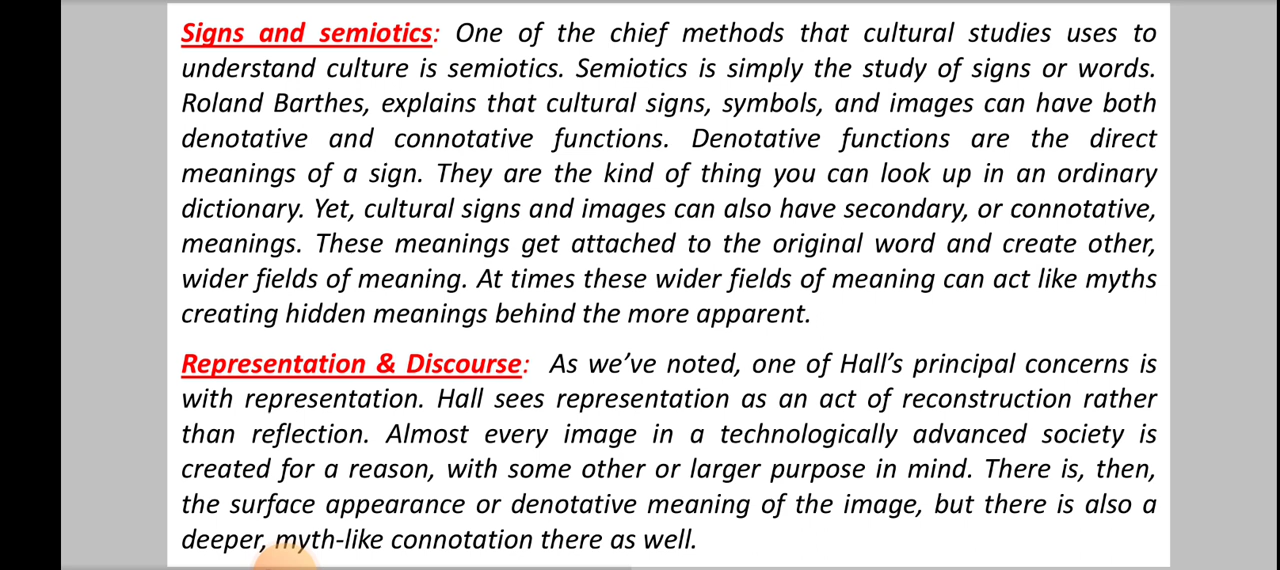 Signs and semiotics: One of the chief methods that cultural studies uses to
understand culture is semiotics. Semiotics is simply the study of signs or words.
Roland Barthes, explains that cultural signs, symbols, and images can have both
denotative and connotative functions. Denotative functions are the direct
meanings of a sign. They are the kind of thing you can look up in an ordinary
dictionary. Yet, cultural signs and images can also have secondary, or connotative,
meanings. These meanings get attached to the original word and create other,
wider fields of meaning. At times these wider fields of meaning can act like myths
creating hidden meanings behind the more apparent.
Representation & Discourse: As we’ve noted, one of Hall’s principal concerns is
with representation. Hall sees representation as an act of reconstruction rather
than reflection. Almost every image in a technologically advanced society is
created for a reason, with some other or larger purpose in mind. There is, then,
the surface appearance or denotative meaning of the image, but there is also a
deeper, myth-like connotation there as well.